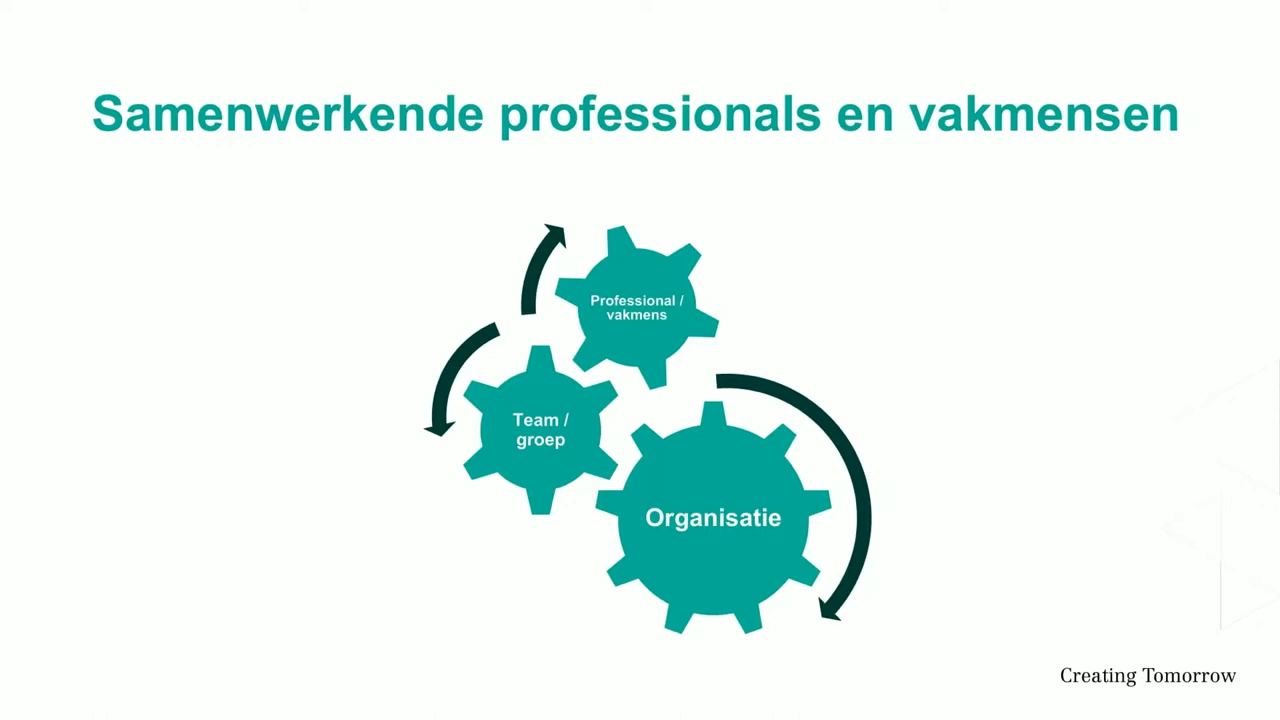 Samenwerkende professionals en vakmensen
Professional /
vakmens
Team /
groep
Organisatie
Creating Tomorrow